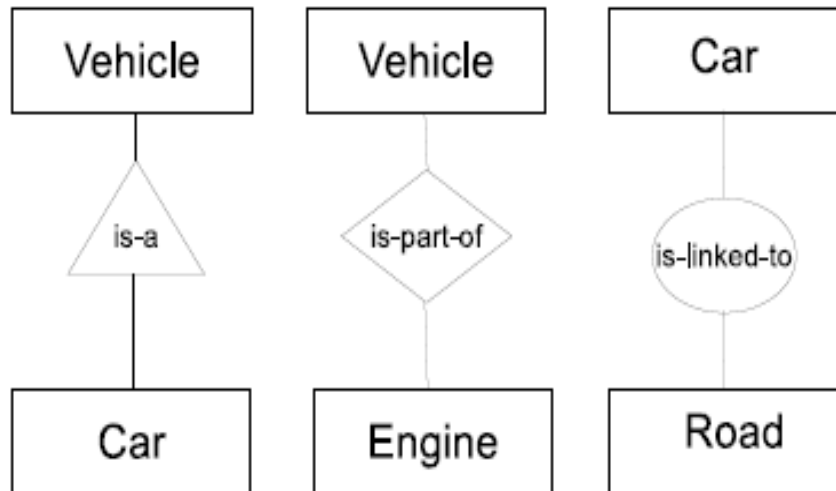 Vehicle
Vehicle
Car
is-a
is-part-of
is-linked-to
Car
Engine
Road